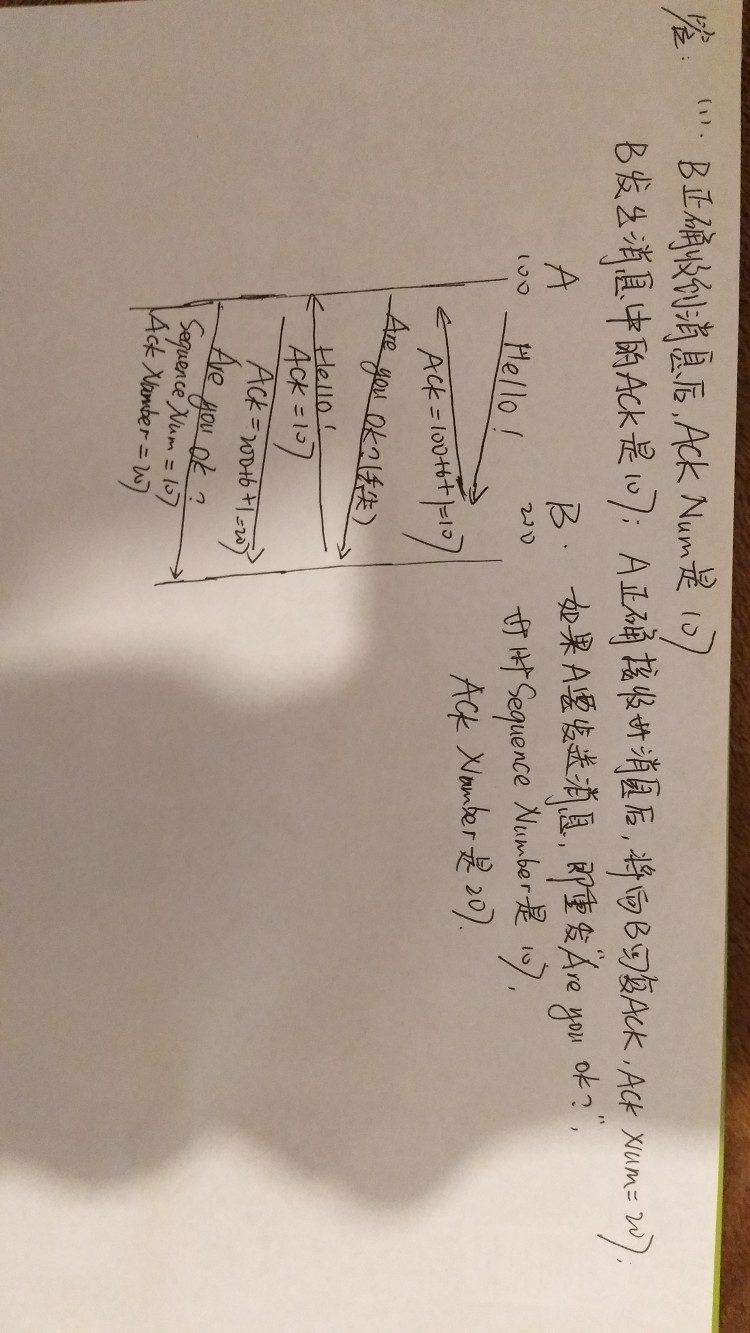 答: (1). B正确收到消息后, Ack Num是 107
B发出消息中的ACK是107; A正确接收此消息后, 将向B回复ACK, ACK Num=207;
A B. 如果A要发送消息, 即重发"Are you ok?",
100 200 此时Sequence Number是 107,
Ack Number是 207.
Hello!
ACK=100+6+1=107
Are you ok?(丢失)
Hello!
ACK=107
ACK=200+6+1=207
Are you ok?
Sequence Num=107
Ack Number=207